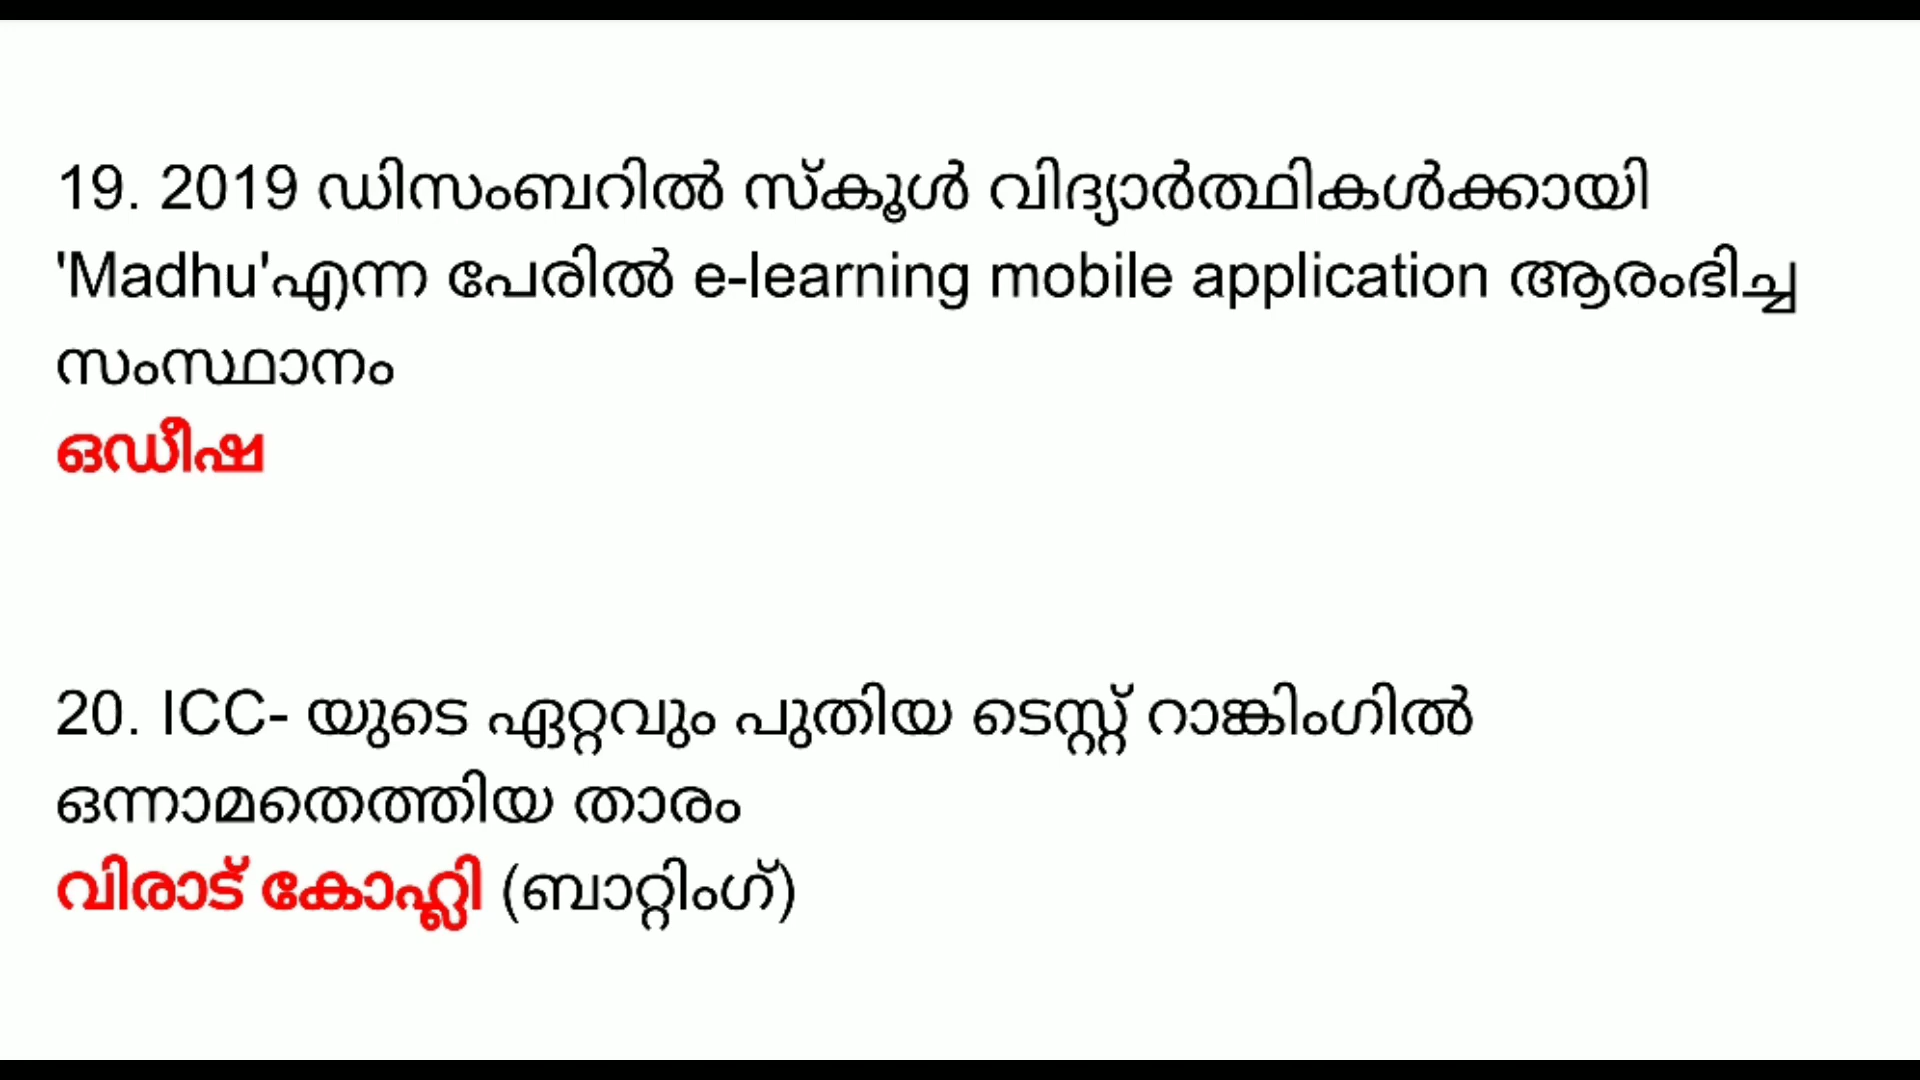 19. 2019 ഡിസംബറിൽ സ്കൂൾ വിദ്യാർത്ഥികൾക്കായി
'Madhu'എന്ന പേരിൽ e-learning mobile application ആരംഭിച്ച
സംസ്ഥാനം
ഒഡീഷ
20. ICC- യുടെ ഏറ്റവും പുതിയ ടെസ്റ്റ് റാങ്കിംഗിൽ
ഒന്നാമതെത്തിയ താരം
വിരാട് കോഹ്ലി (ബാറ്റിംഗ്)